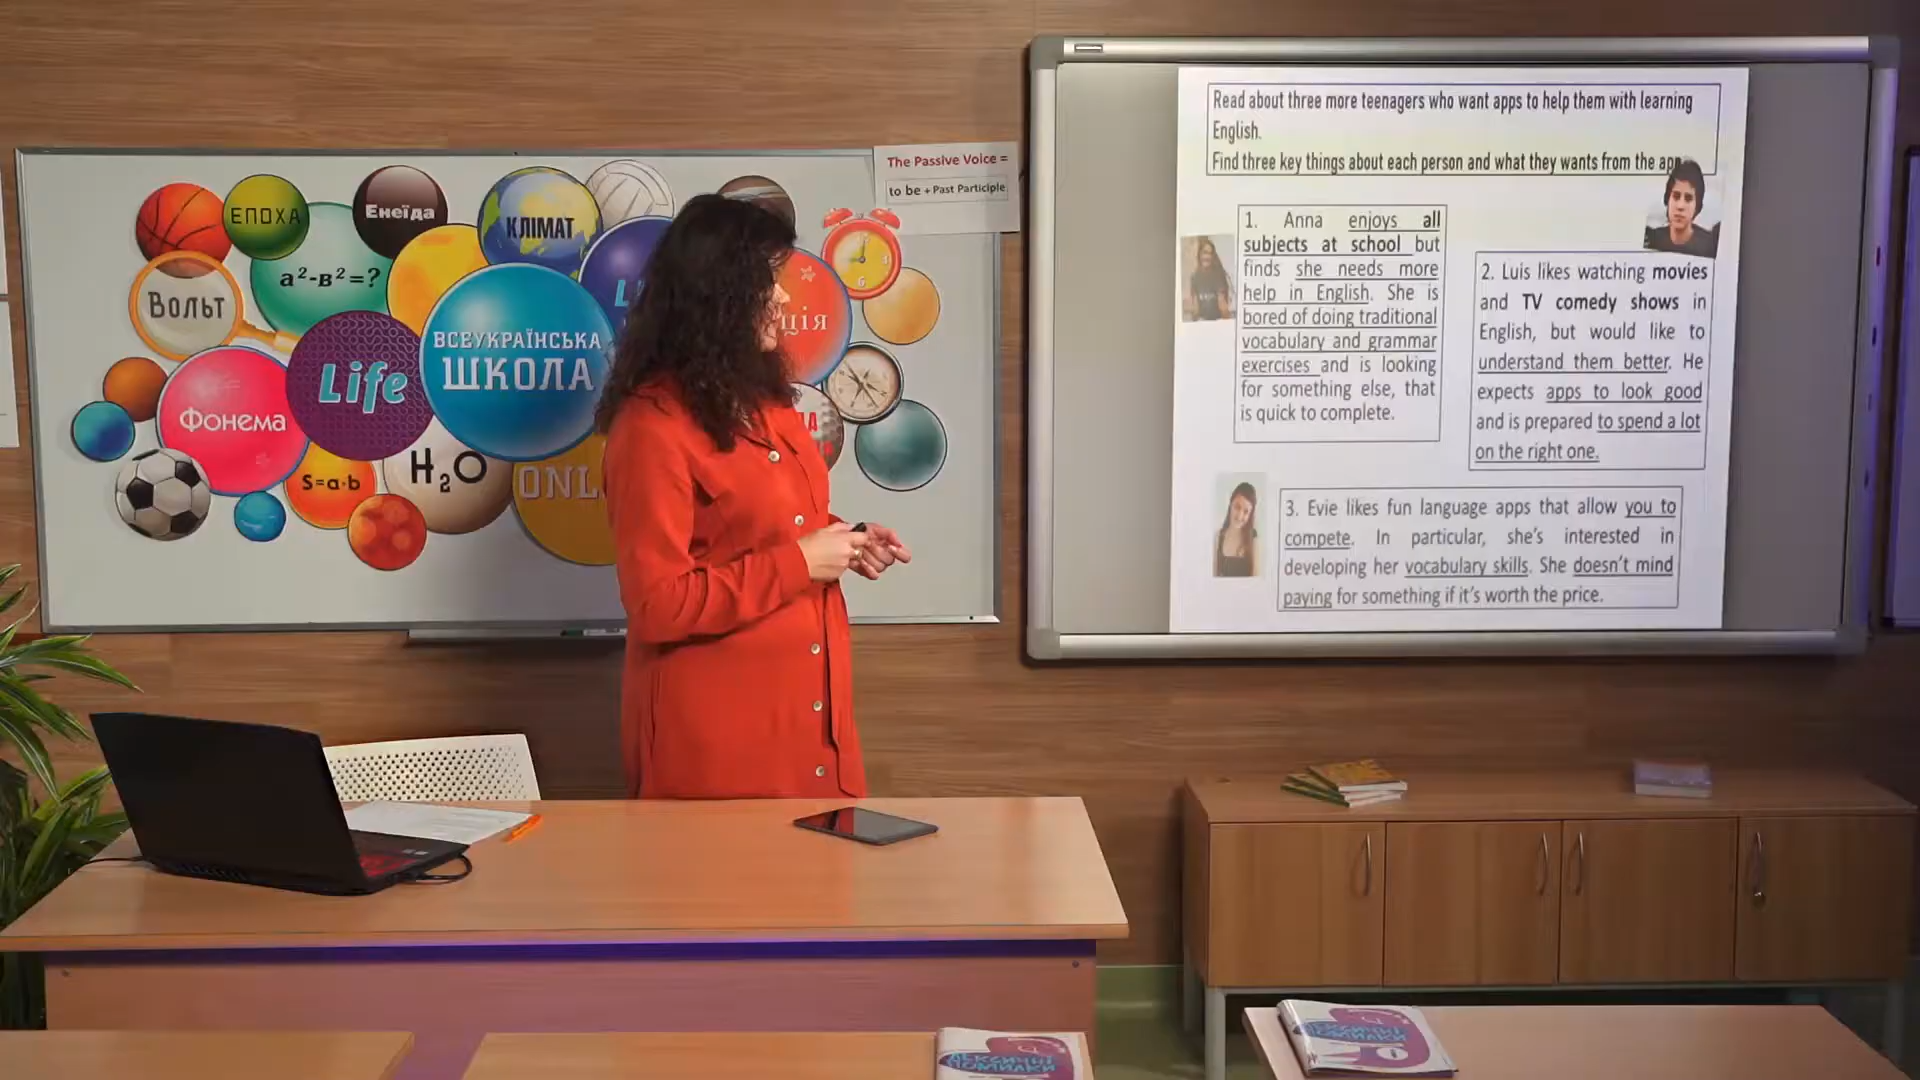 The Passive Voice =
to be + Past Participle
ЕПОХА
Енеїда
КЛІМАТ
a²-в²=?
Вольт
ція
ВСЕУКРАЇНСЬКА
ШКОЛА
Life
Фонема
H₂O
S=a·b
ONL
Read about three more teenagers who want apps to help them with learning
English.
Find three key things about each person and what they wants from the app
1. Anna enjoys all
subjects at school but
finds she needs more
help in English. She is
bored of doing traditional
vocabulary and grammar
exercises and is looking
for something else, that
is quick to complete.
2. Luis likes watching movies
and TV comedy shows in
English, but would like to
understand them better. He
expects apps to look good
and is prepared to spend a lot
on the right one.
3. Evie likes fun language apps that allow you to
compete. In particular, she's interested in
developing her vocabulary skills. She doesn't mind
paying for something if it's worth the price.
ЛЕКСИЧНІ
ПОМИЛКИ
ЛЕКСИЧНІ
ПОМИЛКИ